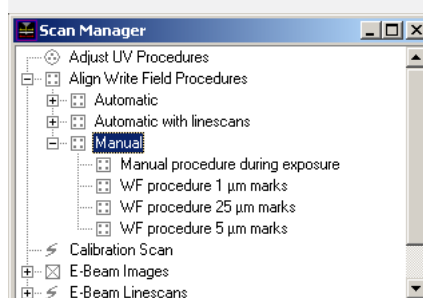 Scan Manager
Adjust UV Procedures
Align Write Field Procedures
Automatic
Automatic with linescans
Manual
Manual procedure during exposure
WF procedure 1 µm marks
WF procedure 25 µm marks
WF procedure 5 µm marks
Calibration Scan
E-Beam Images
E-Beam Linescans